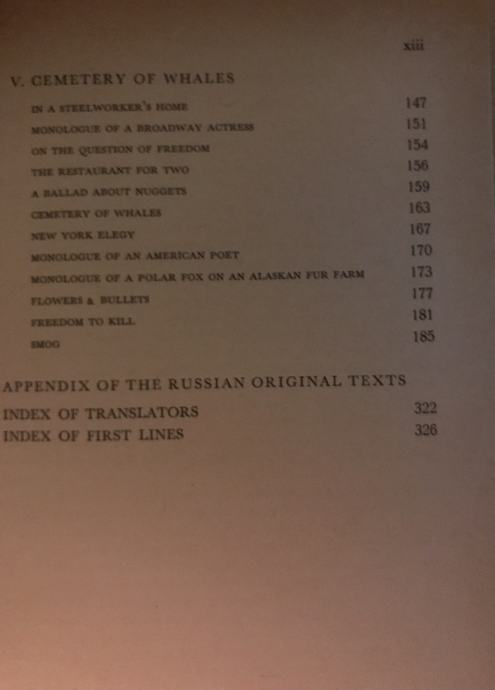 xiii
V. CEMETERY OF WHALES
IN A STEELWORKER'S HOME 147
MONOLOGUE OF A BROADWAY ACTRESS 151
ON THE QUESTION OF FREEDOM 154
THE RESTAURANT FOR TWO 156
A BALLAD ABOUT NUGGETS 159
CEMETERY OF WHALES 163
NEW YORK ELEGY 167
MONOLOGUE OF AN AMERICAN POET 170
MONOLOGUE OF A POLAR FOX ON AN ALASKAN FUR FARM 173
FLOWERS & BULLETS 177
FREEDOM TO KILL 181
SMOG 185
APPENDIX OF THE RUSSIAN ORIGINAL TEXTS
INDEX OF TRANSLATORS 322
INDEX OF FIRST LINES 326